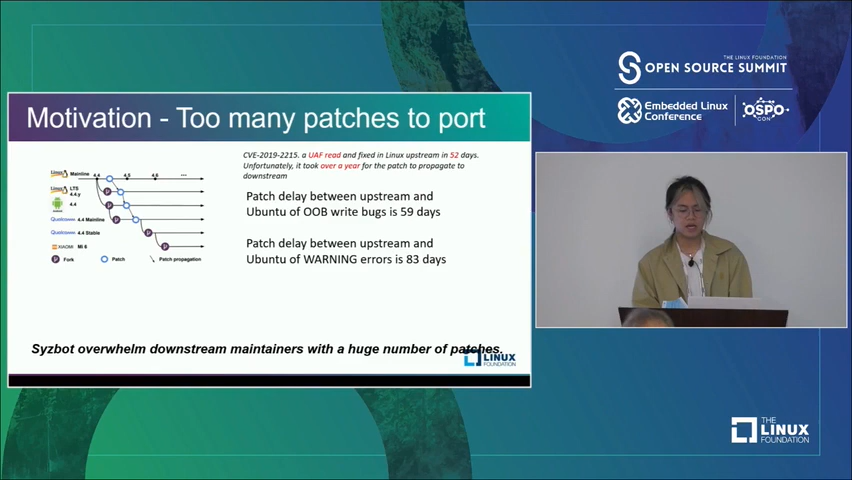 Motivation - Too many patches to port
CVE-2019-2215. a UAF read and fixed in Linux upstream in 52 days.
Unfortunately, it took over a year for the patch to propagate to
downstream
Patch delay between upstream and
Ubuntu of OOB write bugs is 59 days
Patch delay between upstream and
Ubuntu of WARNING errors is 83 days
Linux Mainline 4.4 4.5 4.6 ...
Linux LTS
4.4.y
4.4
Qualcomm 4.4 Mainline
Qualcomm 4.4 Stable
XIAOMI Mi 8
Fork Patch Patch propagation
Syzbot overwhelm downstream maintainers with a huge number of patches.
LINUX
FOUNDATION
THE LINUX FOUNDATION
OPEN SOURCE SUMMIT
Embedded Linux
Conference
OSPO
CON
THE
LINUX
FOUNDATION